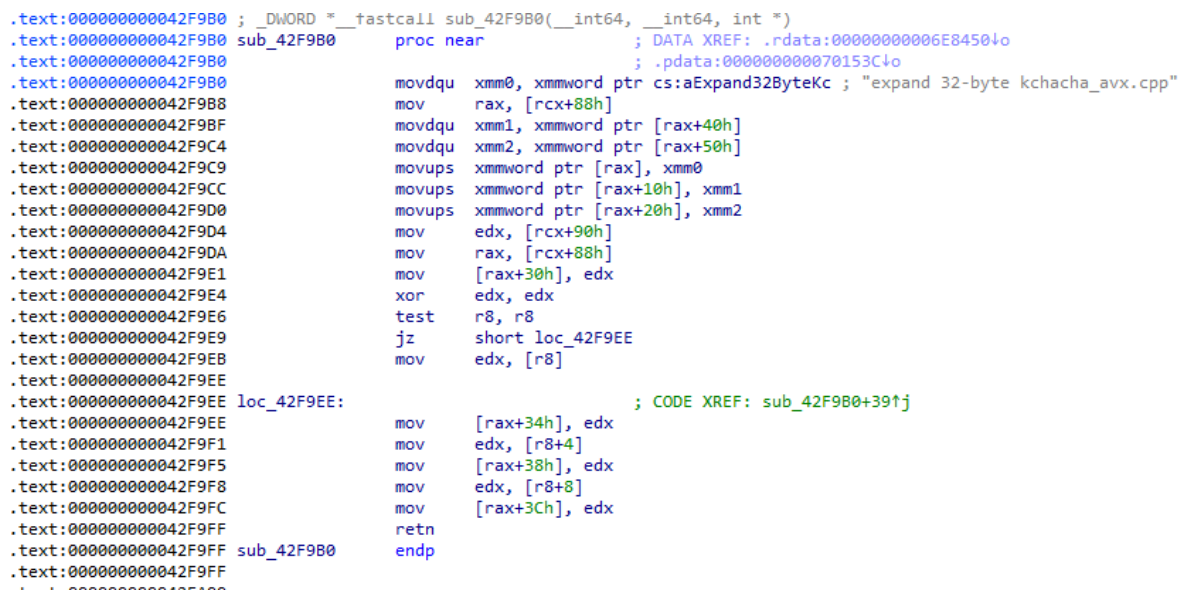 .text:000000000042F9B0 ; _DWORD *__fastcall sub_42F9B0(__int64, __int64, int *)
.text:000000000042F9B0 sub_42F9B0 proc near ; DATA XREF: .rdata:00000000006E8450↓o
.text:000000000042F9B0 ; .pdata:000000000070153C↓o
.text:000000000042F9B0 movdqu xmm0, xmmword ptr cs:aExpand32ByteKc ; "expand 32-byte kchacha_avx.cpp"
.text:000000000042F9B8 mov rax, [rcx+88h]
.text:000000000042F9BF movdqu xmm1, xmmword ptr [rax+40h]
.text:000000000042F9C4 movdqu xmm2, xmmword ptr [rax+50h]
.text:000000000042F9C9 movups xmmword ptr [rax], xmm0
.text:000000000042F9CC movups xmmword ptr [rax+10h], xmm1
.text:000000000042F9D0 movups xmmword ptr [rax+20h], xmm2
.text:000000000042F9D4 mov edx, [rcx+90h]
.text:000000000042F9DA mov rax, [rcx+88h]
.text:000000000042F9E1 mov [rax+30h], edx
.text:000000000042F9E4 xor edx, edx
.text:000000000042F9E6 test r8, r8
.text:000000000042F9E9 jz short loc_42F9EE
.text:000000000042F9EB mov edx, [r8]
.text:000000000042F9EE
.text:000000000042F9EE loc_42F9EE: ; CODE XREF: sub_42F9B0+39↑j
.text:000000000042F9EE mov [rax+34h], edx
.text:000000000042F9F1 mov edx, [r8+4]
.text:000000000042F9F5 mov [rax+38h], edx
.text:000000000042F9F8 mov edx, [r8+8]
.text:000000000042F9FC mov [rax+3Ch], edx
.text:000000000042F9FF retn
.text:000000000042F9FF sub_42F9B0 endp
.text:000000000042F9FF